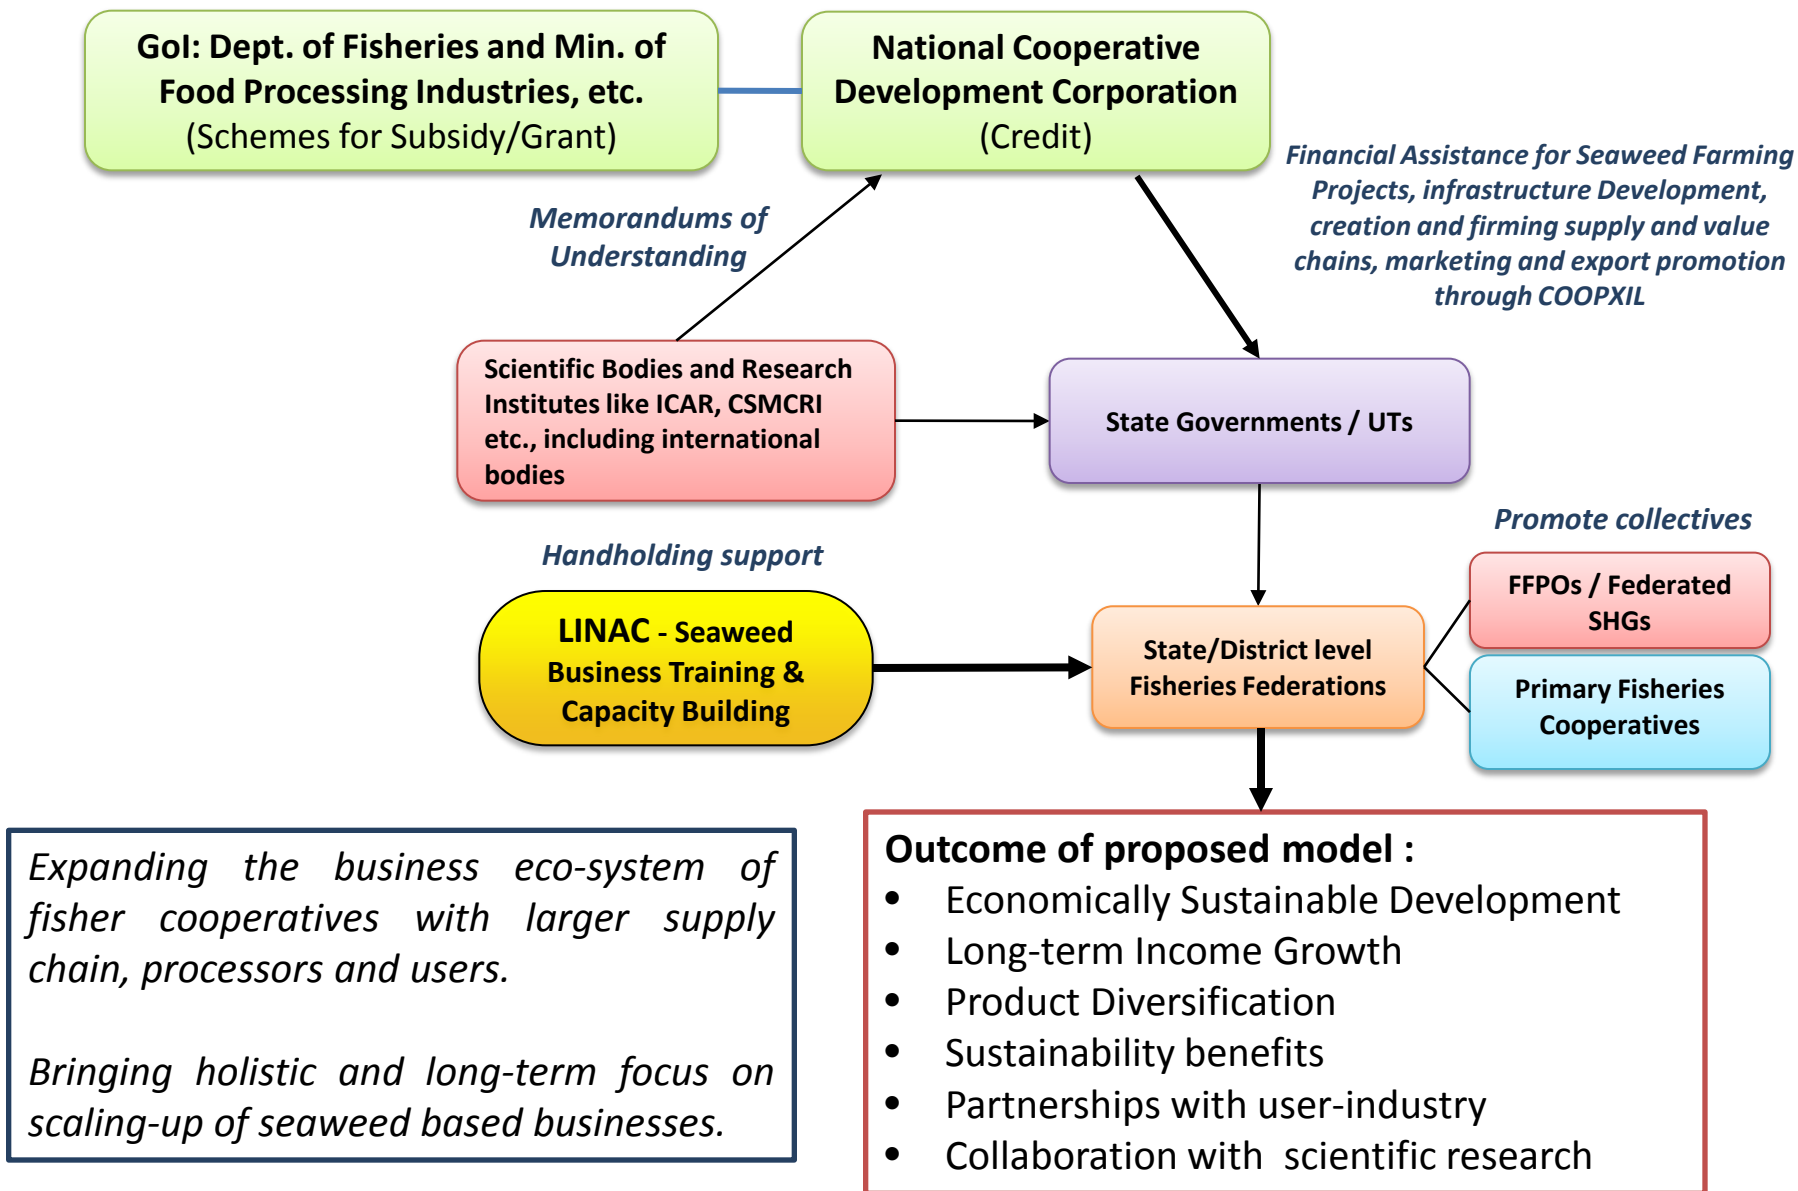 GoI: Dept. of Fisheries and Min. of
Food Processing Industries, etc.
(Schemes for Subsidy/Grant)
National Cooperative
Development Corporation
(Credit)
Financial Assistance for Seaweed Farming
Projects, infrastructure Development,
creation and firming supply and value
chains, marketing and export promotion
through COOPXIL
Memorandums of
Understanding
Scientific Bodies and Research
Institutes like ICAR, CSMCRI
etc., including international
bodies
State Governments / UTs
Promote collectives
Handholding support
LINAC - Seaweed
Business Training &
Capacity Building
State/District level
Fisheries Federations
FFPOs / Federated
SHGs
Primary Fisheries
Cooperatives
Expanding the business eco-system of
fisher cooperatives with larger supply
chain, processors and users.
Bringing holistic and long-term focus on
scaling-up of seaweed based businesses.
Outcome of proposed model :
• Economically Sustainable Development
• Long-term Income Growth
• Product Diversification
• Sustainability benefits
• Partnerships with user-industry
• Collaboration with  scientific research